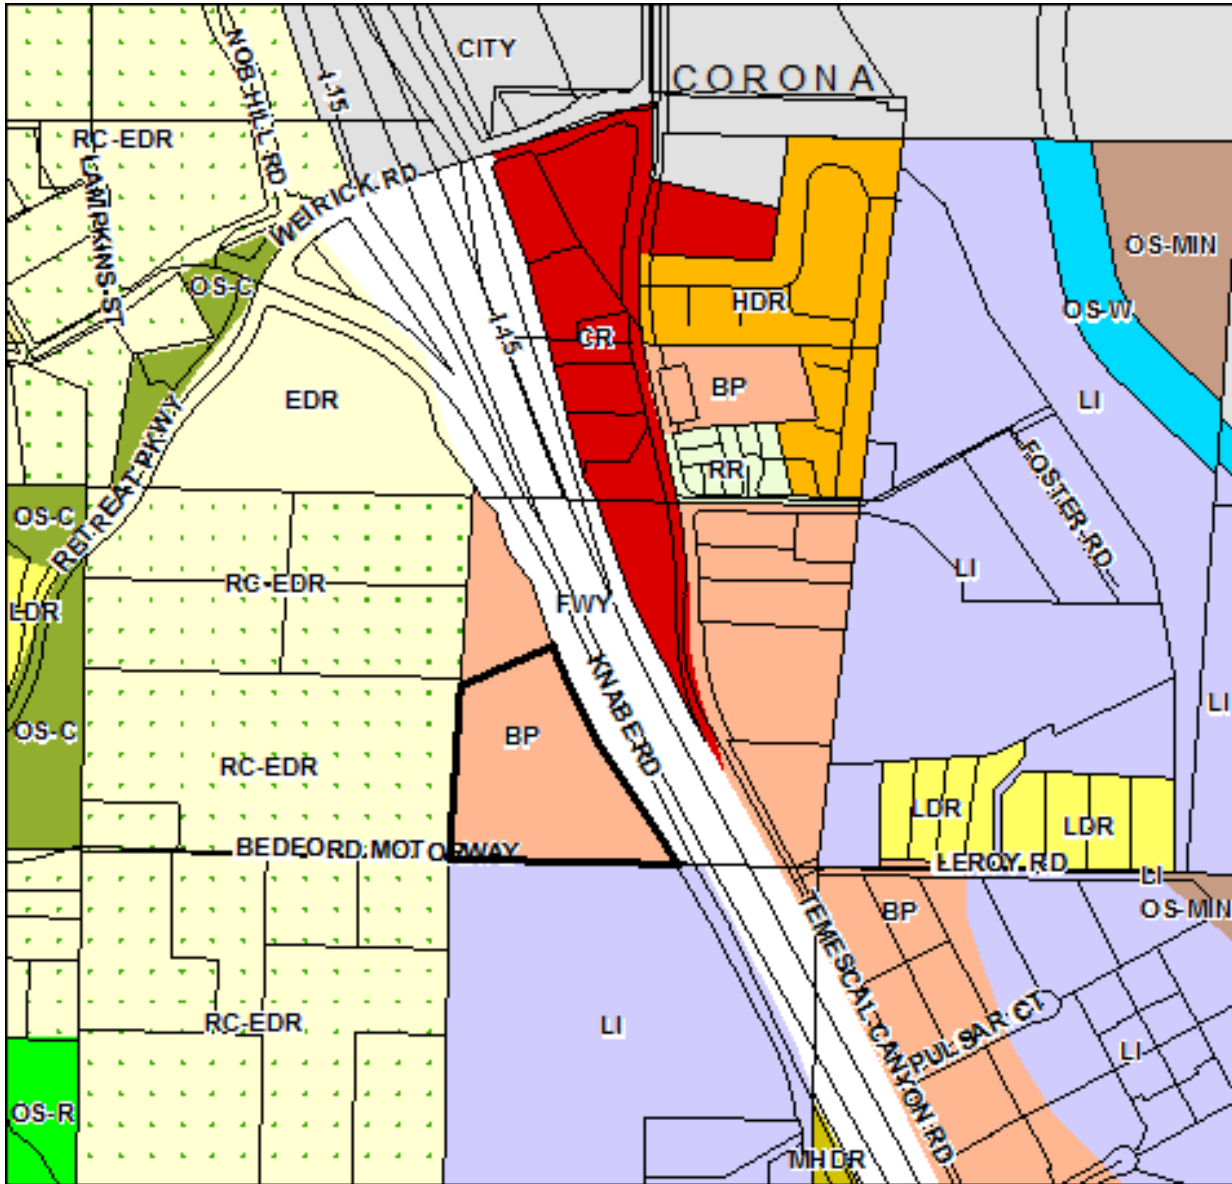 CITY
CORONA
NOB HILL RD
I-15
RC-EDR
LAMPKINS ST
WEIRICK RD
OS-MIN
OS-C
OS-W
HDR
I-15
CR
BP
EDR
LI
RETREAT PKWY
RR
FOSTER RD
OS-C
RC-EDR
LI
FWY
LDR
KNABE RD
LI
OS-C
BP
RC-EDR
LDR
LDR
BEDFORD MOTORWAY
LEROY RD
LI
OS-MIN
BP
TEMESCAL CANYON RD
RC-EDR
LI
PULSAR CT
LI
OS-R
MHDR